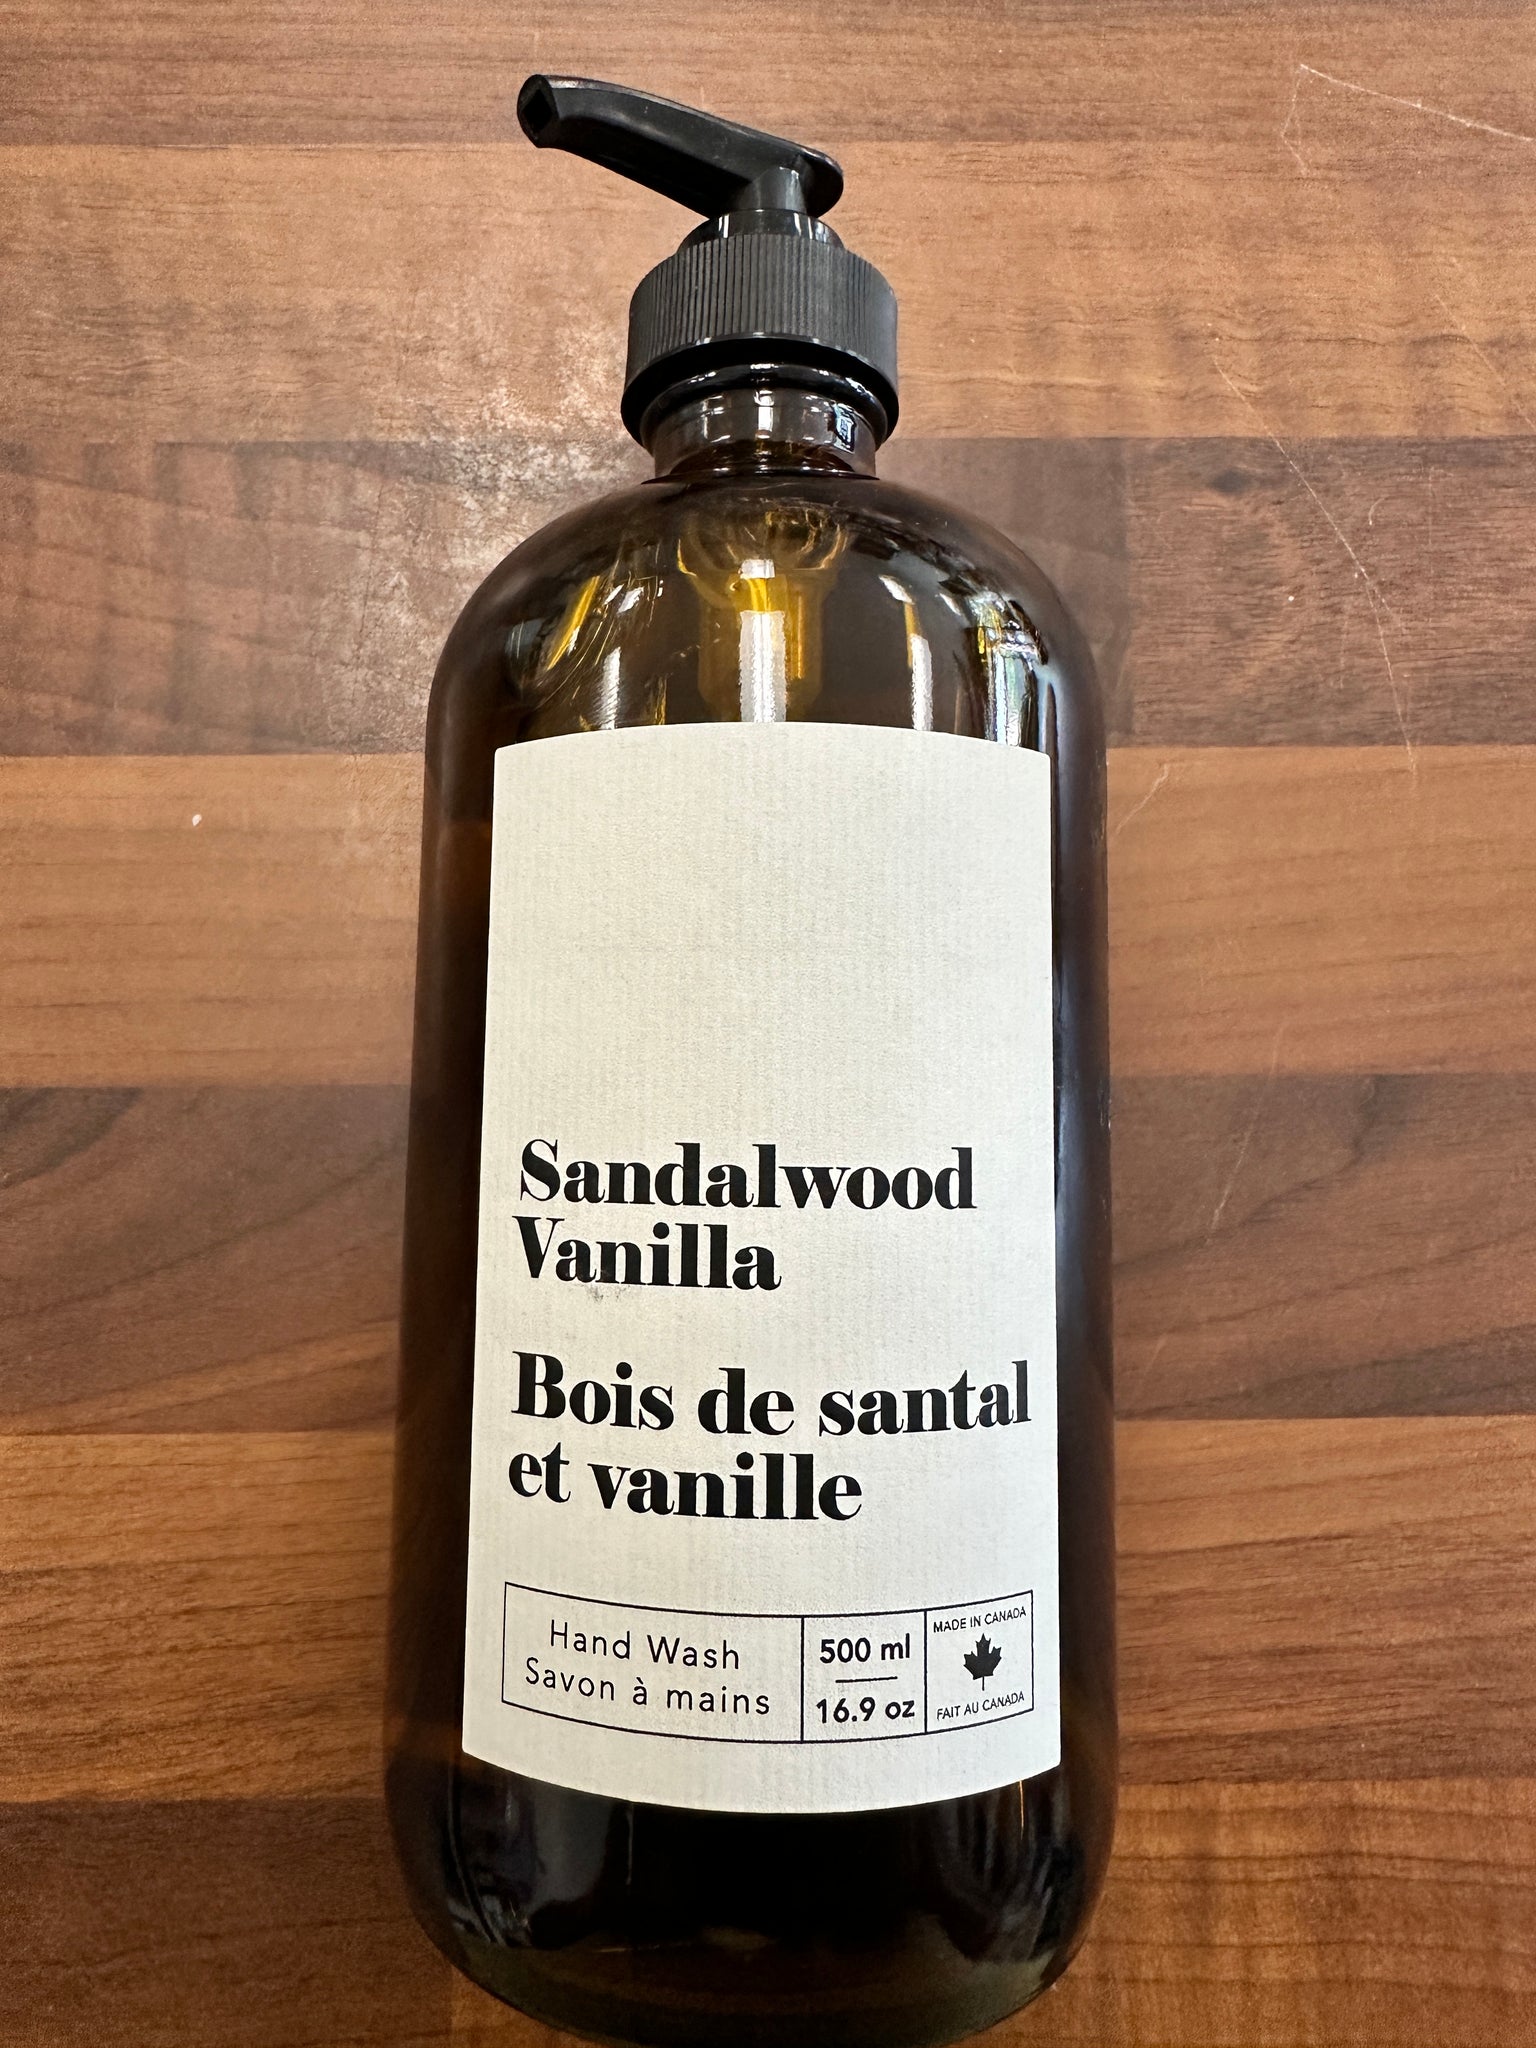 Sandalwood
Vanilla
Bois de santal
et vanille
Hand Wash
Savon à mains
500 ml
16.9 oz
MADE IN CANADA
FAIT AU CANADA